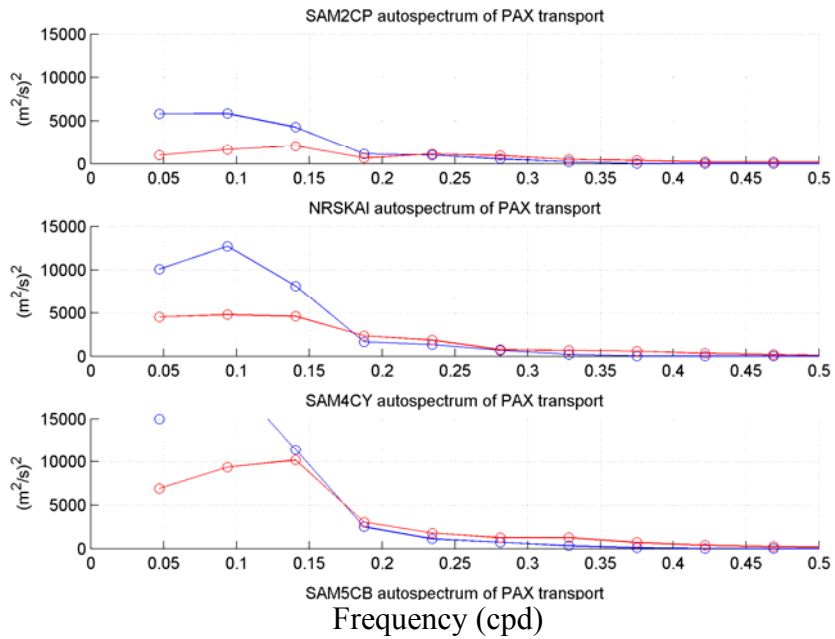 SAM2CP autospectrum of PAX transport
15000
10000
5000
0
(m²/s)²
0 0.05 0.1 0.15 0.2 0.25 0.3 0.35 0.4 0.45 0.5
NRSKAI autospectrum of PAX transport
15000
10000
5000
0
0 0.05 0.1 0.15 0.2 0.25 0.3 0.35 0.4 0.45 0.5
SAM4CY autospectrum of PAX transport
15000
10000
5000
0
(m²/s)²
0 0.05 0.1 0.15 0.2 0.25 0.3 0.35 0.4 0.45 0.5
SAM5CB autospectrum of PAX transport
Frequency (cpd)